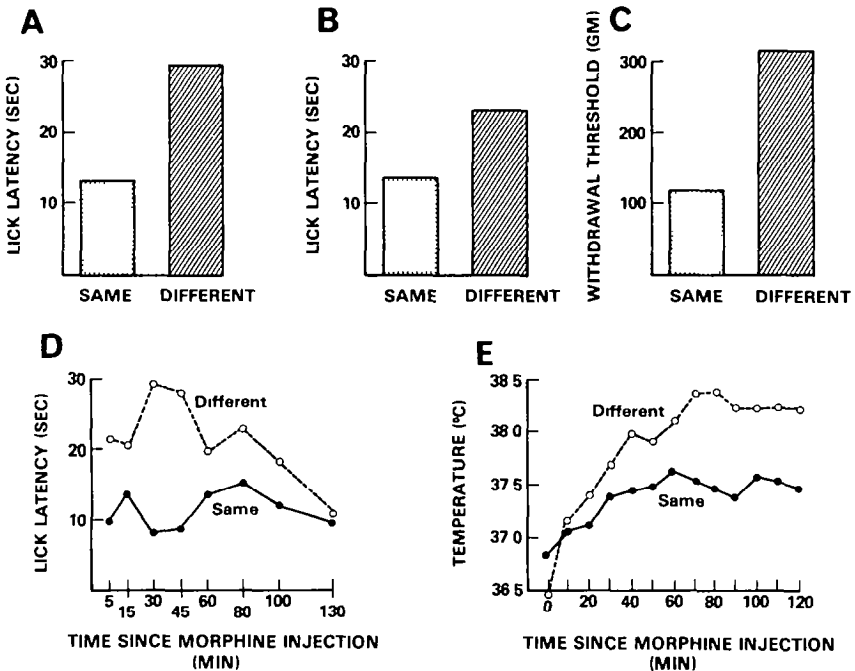 A
LICK LATENCY (SEC)
30
20
10
SAME DIFFERENT
B
LICK LATENCY (SEC)
30
20
10
SAME DIFFERENT
C
WITHDRAWAL THRESHOLD (GM)
300
200
100
SAME DIFFERENT
D
LICK LATENCY (SEC)
30
20
10
Different
Same
5 15 30 45 60 80 100 130
TIME SINCE MORPHINE INJECTION
(MIN)
E
TEMPERATURE (ºC)
38 5
38.0
37.5
37.0
36 5
Different
Same
0 20 40 60 80 100 120
TIME SINCE MORPHINE INJECTION
(MIN)